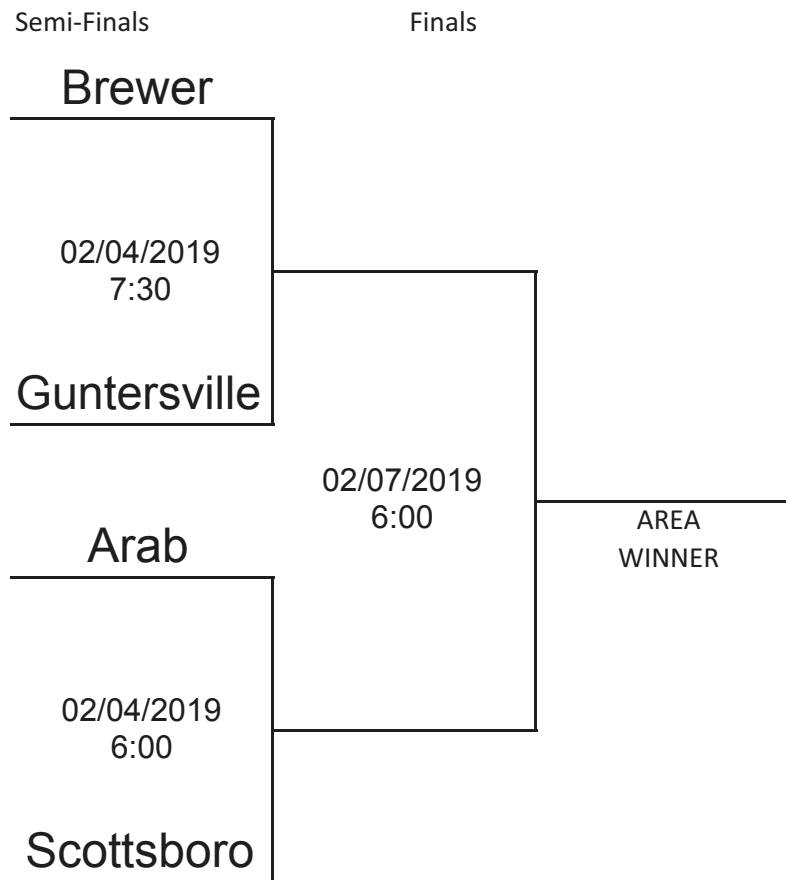 Semi-Finals
Finals
Brewer
02/04/2019
7:30
Guntersville
02/07/2019
6:00
AREA
WINNER
Arab
02/04/2019
6:00
Scottsboro